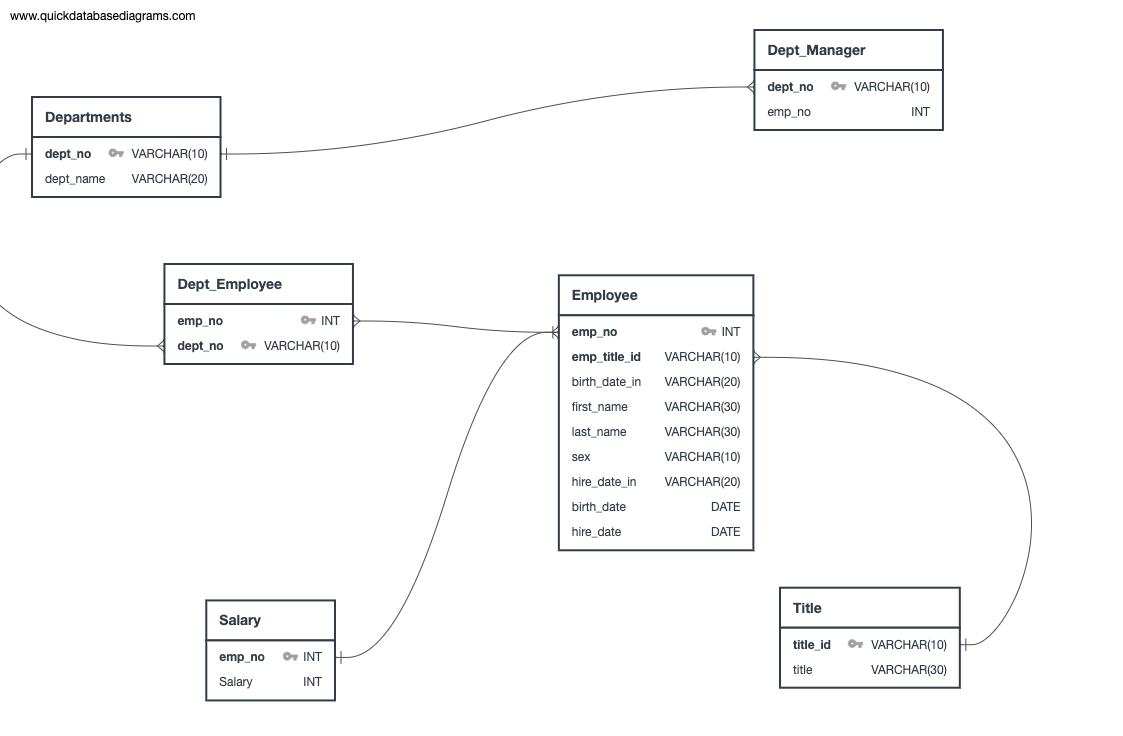 www.quickdatabasediagrams.com
Dept_Manager
dept_no VARCHAR(10)
emp_no INT
Departments
dept_no VARCHAR(10)
dept_name VARCHAR(20)
Dept_Employee
emp_no INT
dept_no VARCHAR(10)
Employee
emp_no INT
emp_title_id VARCHAR(10)
birth_date_in VARCHAR(20)
first_name VARCHAR(30)
last_name VARCHAR(30)
sex VARCHAR(10)
hire_date_in VARCHAR(20)
birth_date DATE
hire_date DATE
Salary
emp_no INT
Salary INT
Title
title_id VARCHAR(10)
title VARCHAR(30)